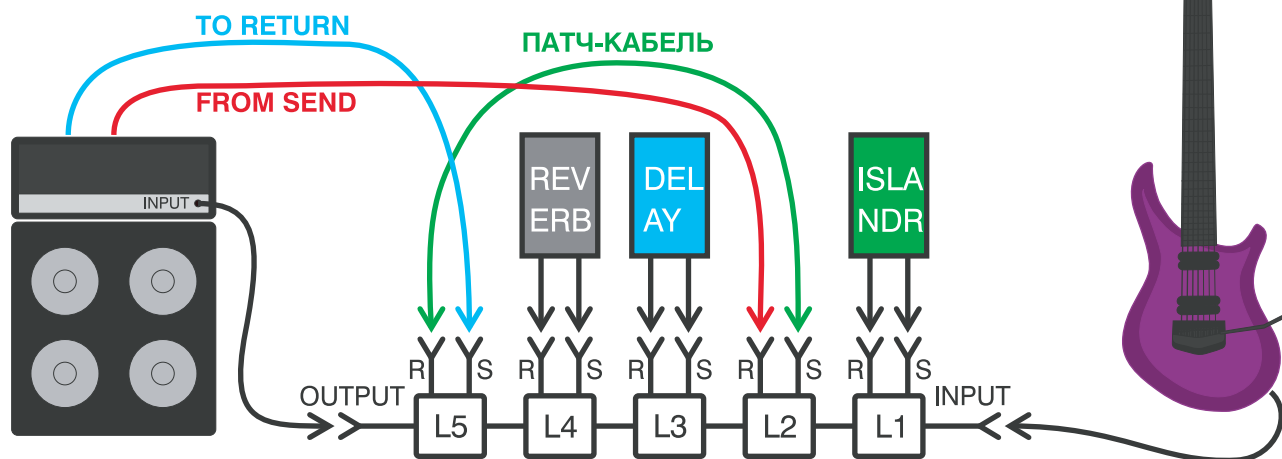 TO RETURN
ПАТЧ-КАБЕЛЬ
FROM SEND
REV
ERB
DEL
AY
ISLA
NDR
INPUT
R S R S R S R S R S
OUTPUT
INPUT
L5 L4 L3 L2 L1